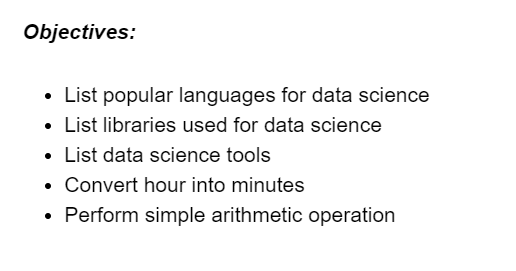 Objectives:
• List popular languages for data science
• List libraries used for data science
• List data science tools
• Convert hour into minutes
• Perform simple arithmetic operation